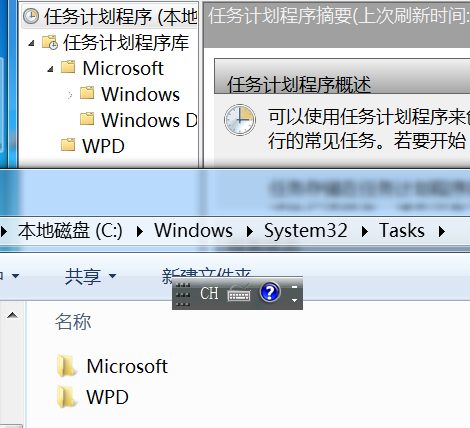 任务计划程序 (本地
任务计划程序库
Microsoft
Windows
Windows D
WPD
任务计划程序摘要(上次刷新时间:
任务计划程序概述
可以使用任务计划程序来
行的常见任务。若要开始
本地磁盘 (C:) Windows System32 Tasks
共享
新建文件夹
CH
名称
Microsoft
WPD